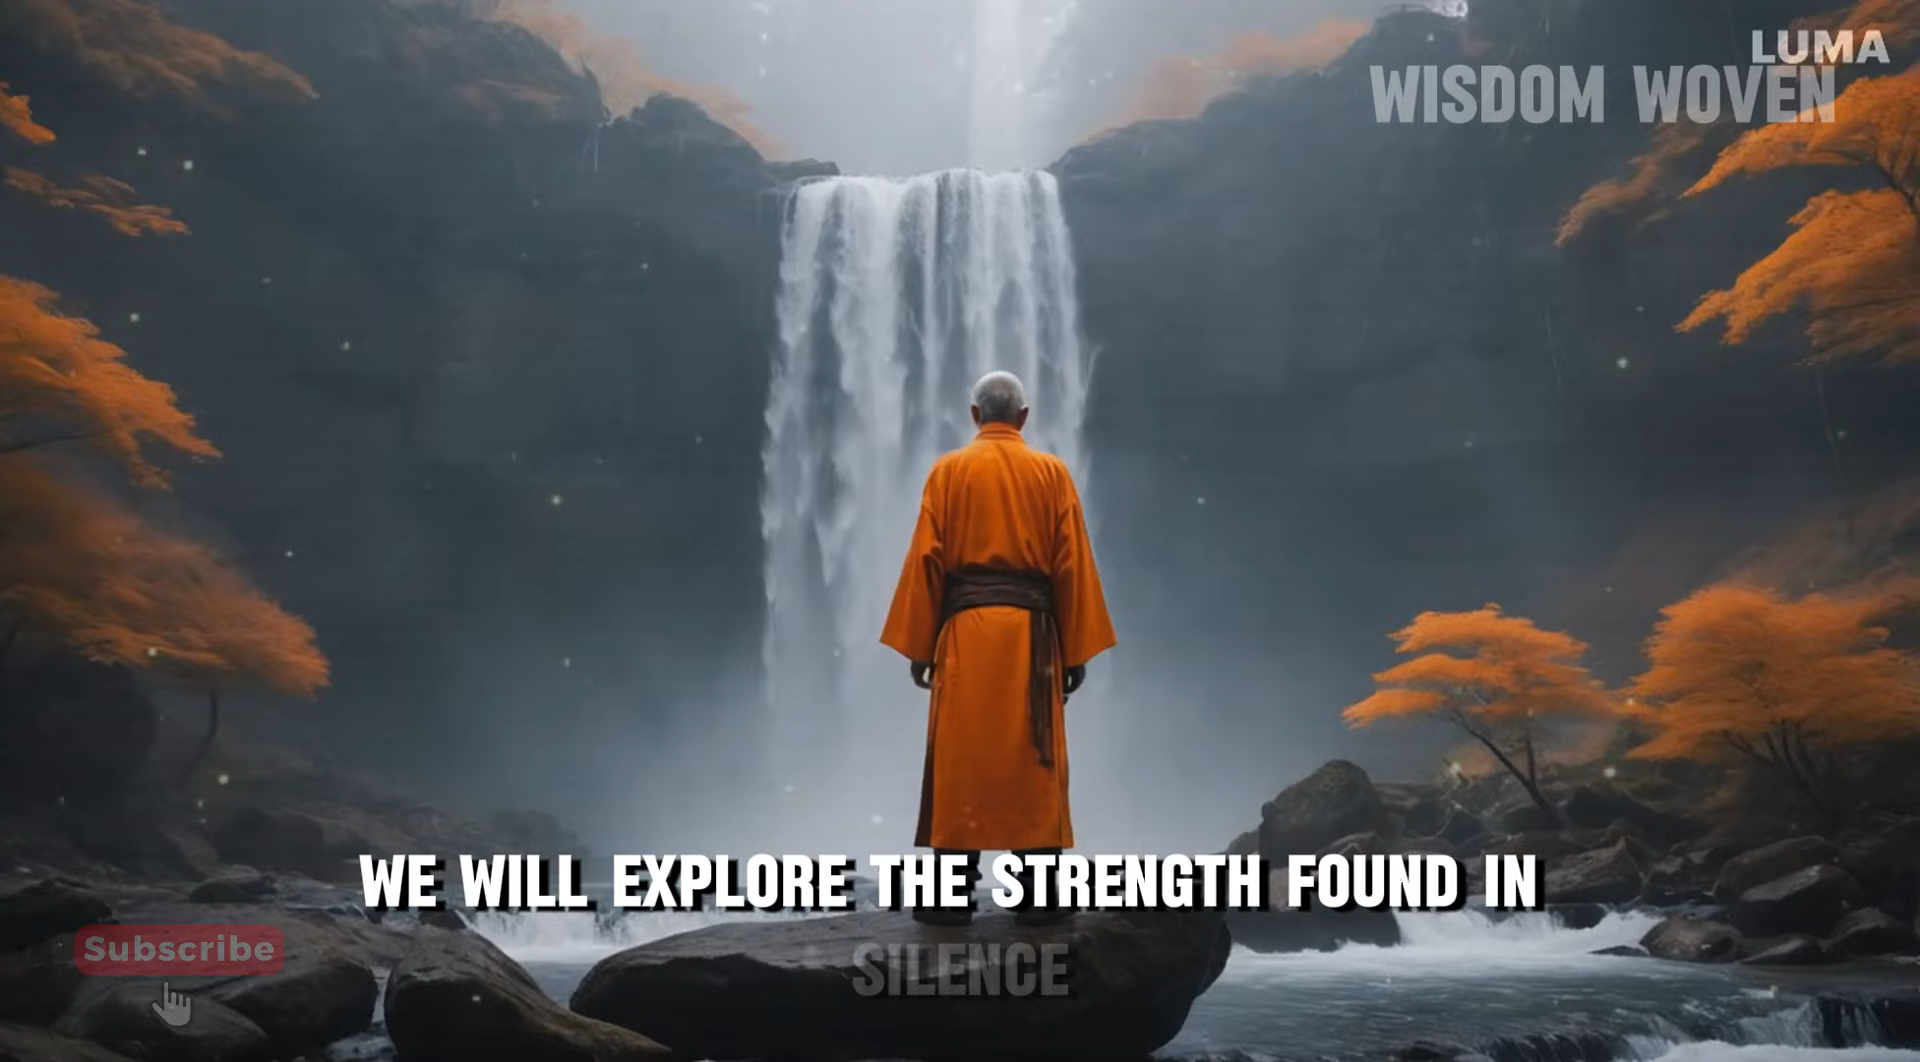 LUMA
WISDOM WOVEN
WE WILL EXPLORE THE STRENGTH FOUND IN
Subscribe
SILENCE